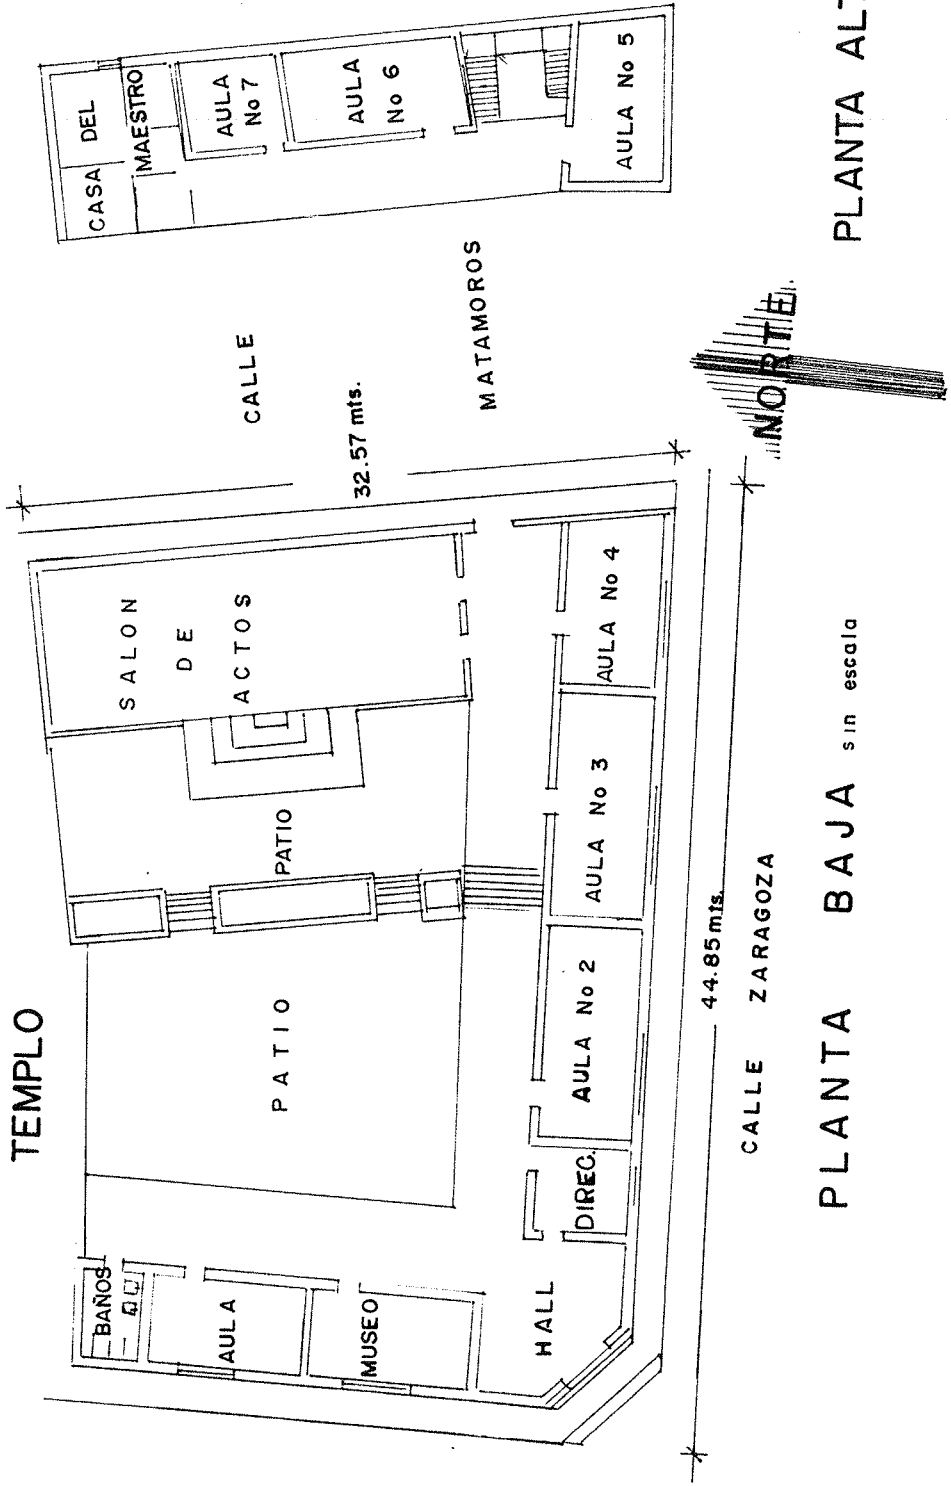 TEMPLO
BAÑOS
AULA
MUSEO
HALL
DIREC.
PATIO
AULA No 2
PATIO
AULA No 3
SALON
DE
ACTOS
AULA No 4
44.85 mts.
CALLE ZARAGOZA
32.57 mts.
CALLE
MATAMOROS
NORTE
PLANTA BAJA sin escala
CASA DEL
MAESTRO
AULA
No 7
AULA
No 6
AULA No 5
PLANTA